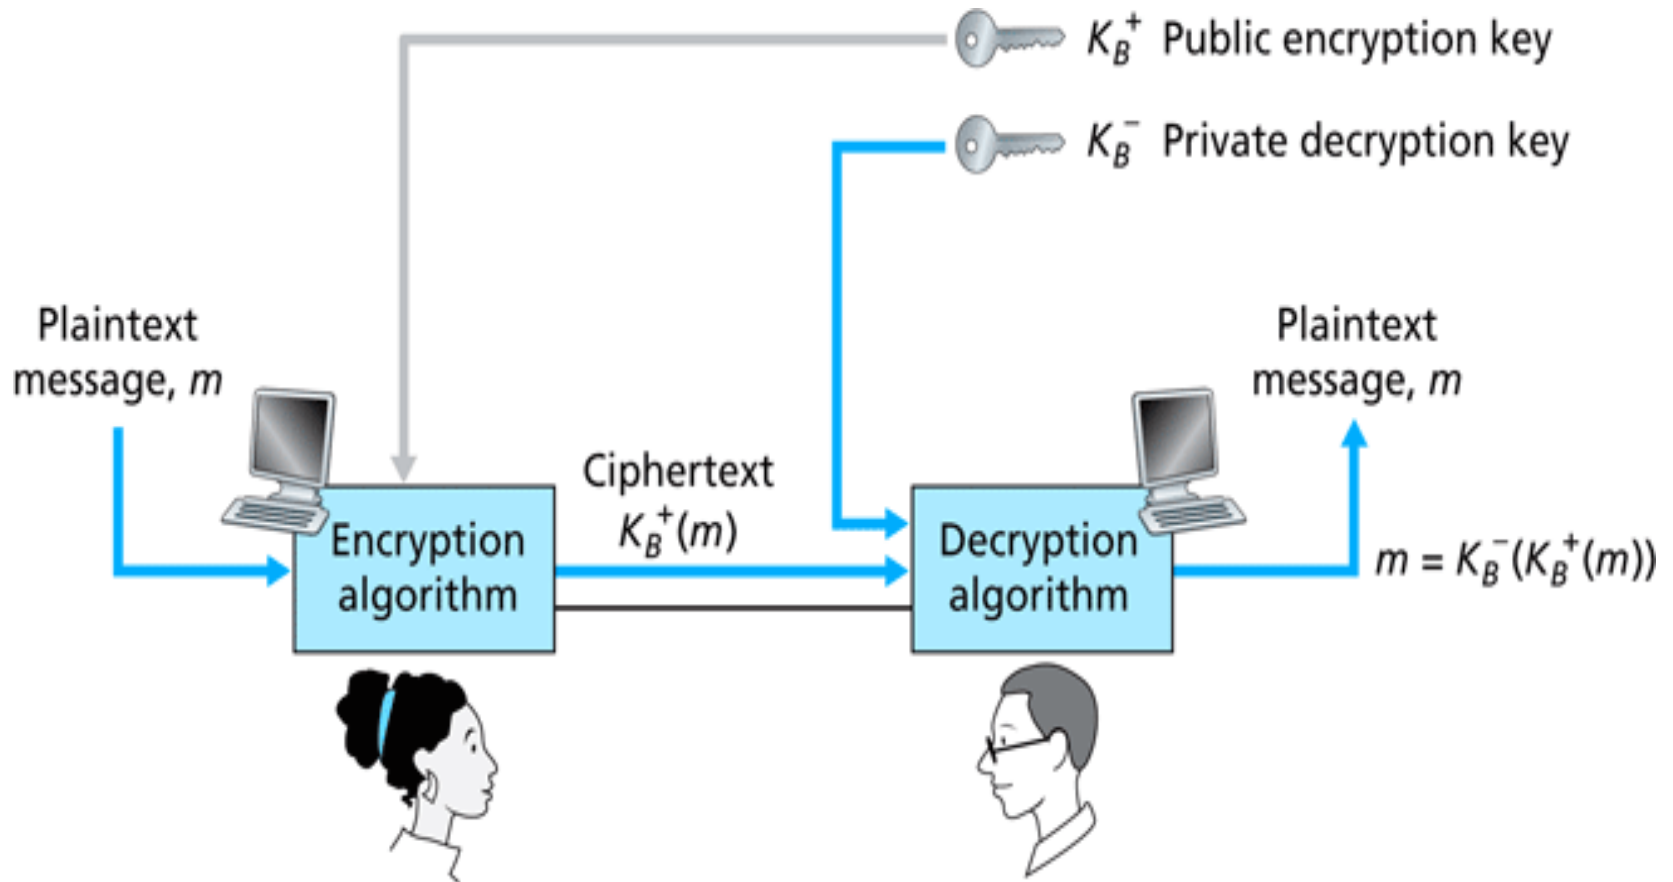 K_B^+ Public encryption key
K_B^- Private decryption key
Plaintext
message, m
Plaintext
message, m
Ciphertext
K_B^+(m)
Encryption
algorithm
Decryption
algorithm
m = K_B^-(K_B^+(m))